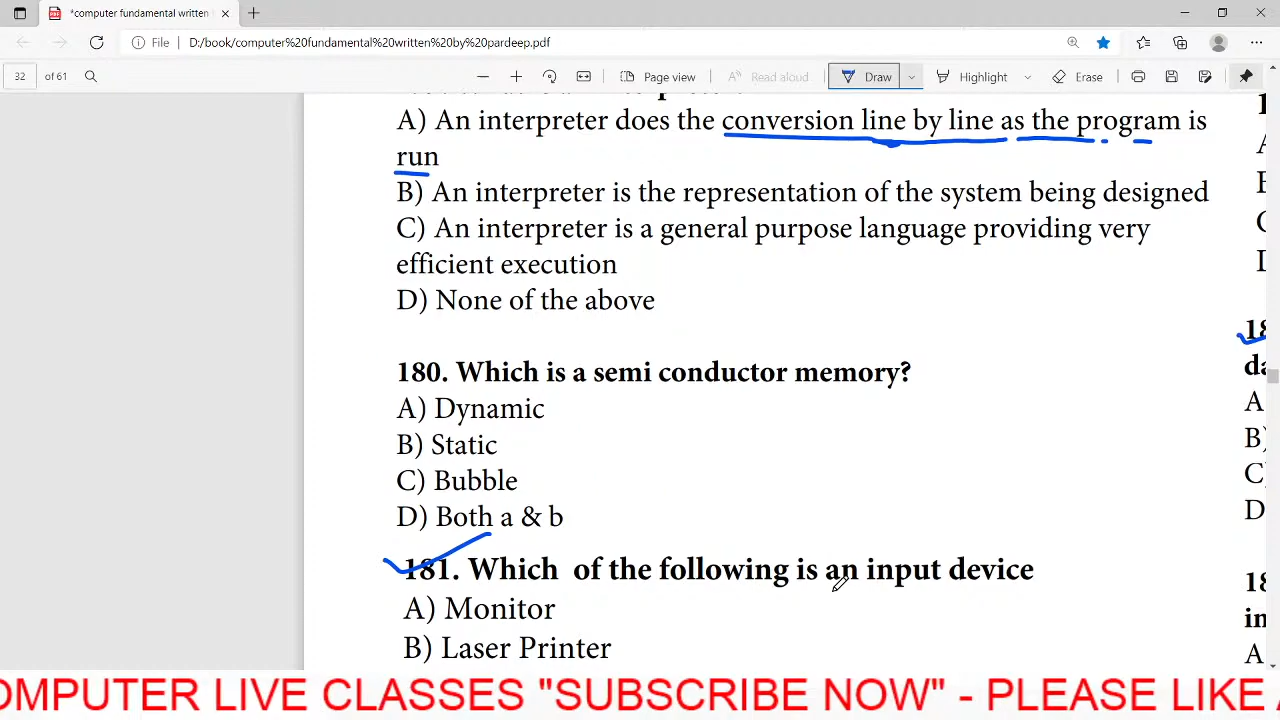 *computer fundamental written
File D:/book/computer%20fundamental%20written%20by%20pardeep.pdf
32 of 61 Page view Read aloud Draw Highlight Erase
A) An interpreter does the conversion line by line as the program is
run
B) An interpreter is the representation of the system being designed
C) An interpreter is a general purpose language providing very
efficient execution
D) None of the above
180. Which is a semi conductor memory?
A) Dynamic
B) Static
C) Bubble
D) Both a & b
181. Which of the following is an input device
A) Monitor
B) Laser Printer
OMPUTER LIVE CLASSES "SUBSCRIBE NOW" - PLEASE LIKE